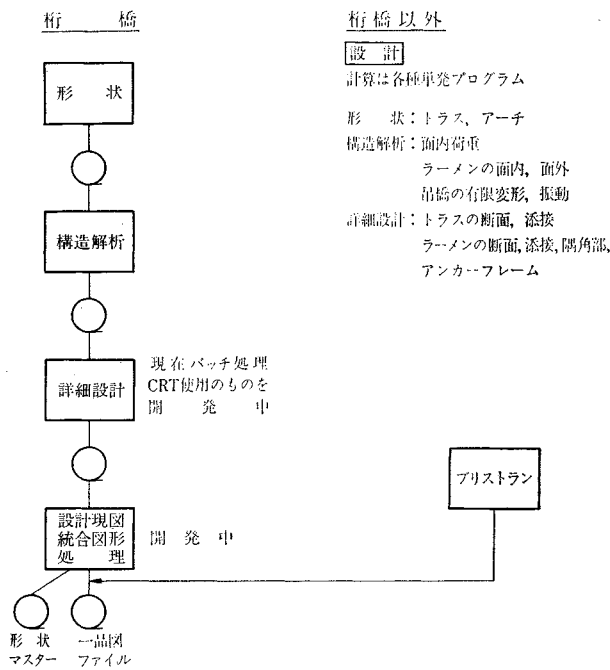 桁橋
形状
構造解析
詳細設計
現在バッチ処理
CRT使用のものを
開発中
設計現図
統合図形
処理
開発中
形状
マスター
一品図
ファイル
桁橋以外
設計
計算は各種単発プログラム
形状：トラス、アーチ
構造解析：面内荷重
ラーメンの面内，面外
吊橋の有限変形，振動
詳細設計：トラスの断面，添接
ラーメンの断面，添接，隅角部，
アンカーフレーム
ブリストラン